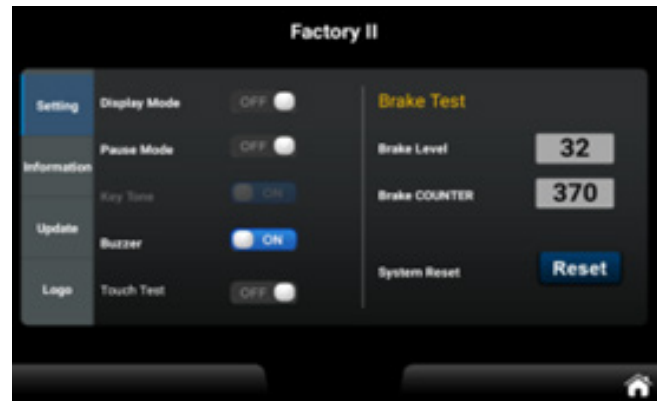 Factory II
Setting
Information
Update
Logo
Display Mode OFF
Pause Mode OFF
Key Tone ON
Buzzer ON
Touch Test OFF
Brake Test
Brake Level 32
Brake COUNTER 370
System Reset Reset